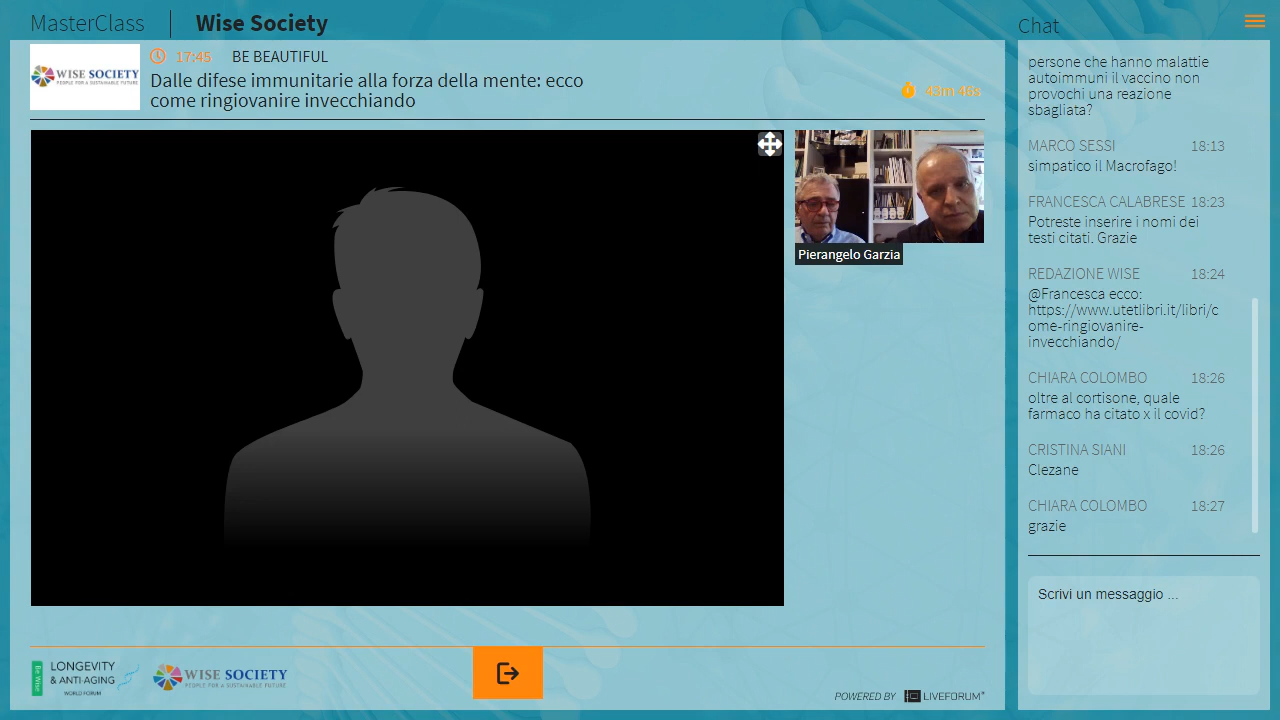 MasterClass
Wise Society
Chat
WISE SOCIETY
PEOPLE FOR A SUSTAINABLE FUTURE
17:45 BE BEAUTIFUL
Dalle difese immunitarie alla forza della mente: ecco
come ringiovanire invecchiando
43m 46s
Pierangelo Garzia
persone che hanno malattie
autoimmuni il vaccino non
provochi una reazione
sbagliata?
MARCO SESSI 18:13
simpatico il Macrofago!
FRANCESCA CALABRESE 18:23
Potreste inserire i nomi dei
testi citati. Grazie
REDAZIONE WISE 18:24
@Francesca ecco:
https://www.utetlibri.it/libri/c
ome-ringiovanire-
invecchiando/
CHIARA COLOMBO 18:26
oltre al cortisone, quale
farmaco ha citato x il covid?
CRISTINA SIANI 18:26
Clezane
CHIARA COLOMBO 18:27
grazie
Scrivi un messaggio ...
Be Wise
LONGEVITY
& ANTI-AGING
WORLD FORUM
WISE SOCIETY
PEOPLE FOR A SUSTAINABLE FUTURE
POWERED BY LIVEFORUM